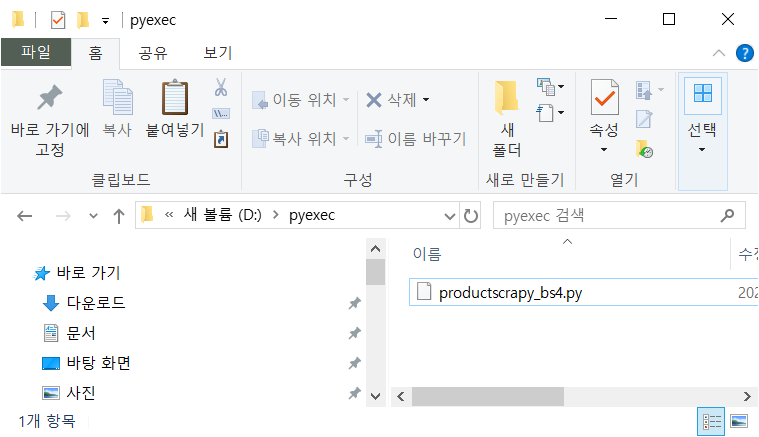 pyexec
파일 홈 공유 보기
바로 가기에 고정
복사
붙여넣기
클립보드
이동 위치
복사 위치
삭제
이름 바꾸기
구성
새 폴더
새로 만들기
속성
열기
선택
« 새 볼륨 (D:) > pyexec
pyexec 검색
바로 가기
다운로드
문서
바탕 화면
사진
이름
수정
productscrapy_bs4.py
202
1개 항목